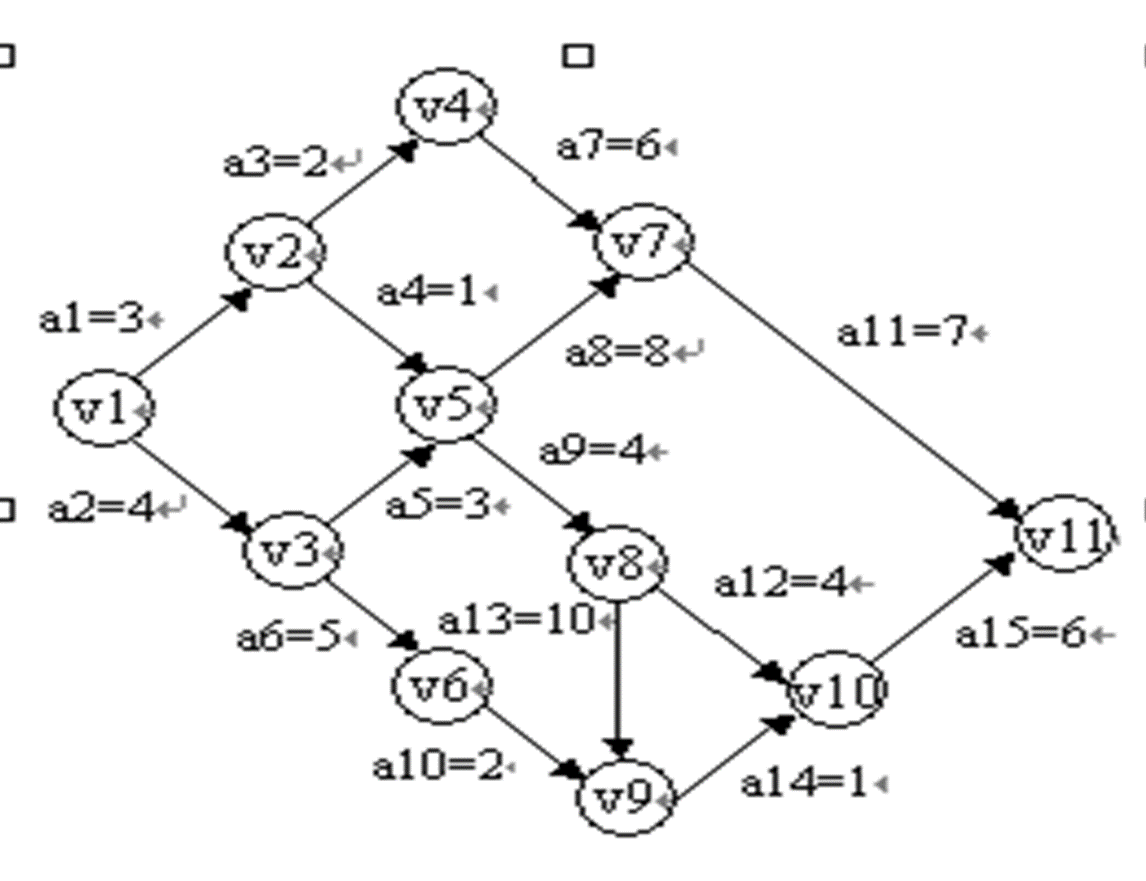 v4
a7=6
a3=2
v7
v2
a4=1
a1=3
a11=7
a8=8
v1
v5
a9=4
a2=4
a5=3
v11
v3
v8
a12=4
a13=10
a6=5
a15=6
v6
v10
a10=2
a14=1
v9